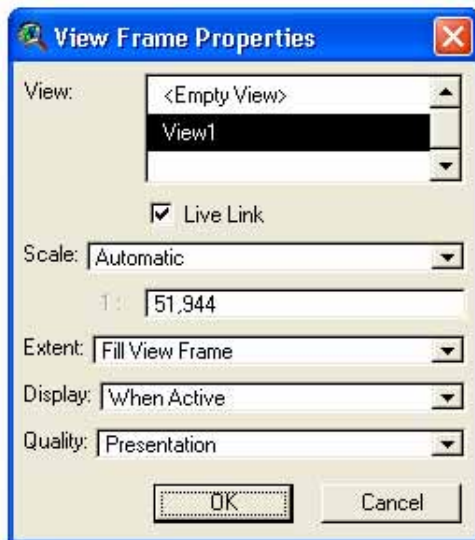 View Frame Properties
View:
<Empty View>
View1
Live Link
Scale: Automatic
1: 51,944
Extent: Fill View Frame
Display: When Active
Quality: Presentation
OK Cancel